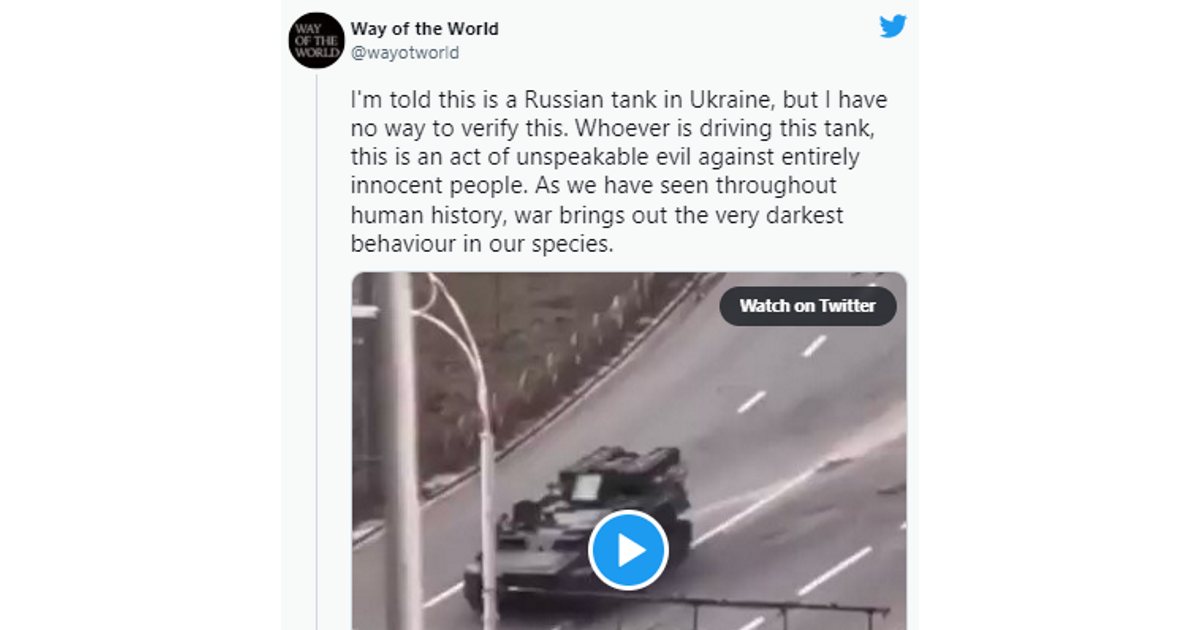 WAY
OF THE
WORLD
Way of the World
@wayotworld
I'm told this is a Russian tank in Ukraine, but I have
no way to verify this. Whoever is driving this tank,
this is an act of unspeakable evil against entirely
innocent people. As we have seen throughout
human history, war brings out the very darkest
behaviour in our species.
Watch on Twitter